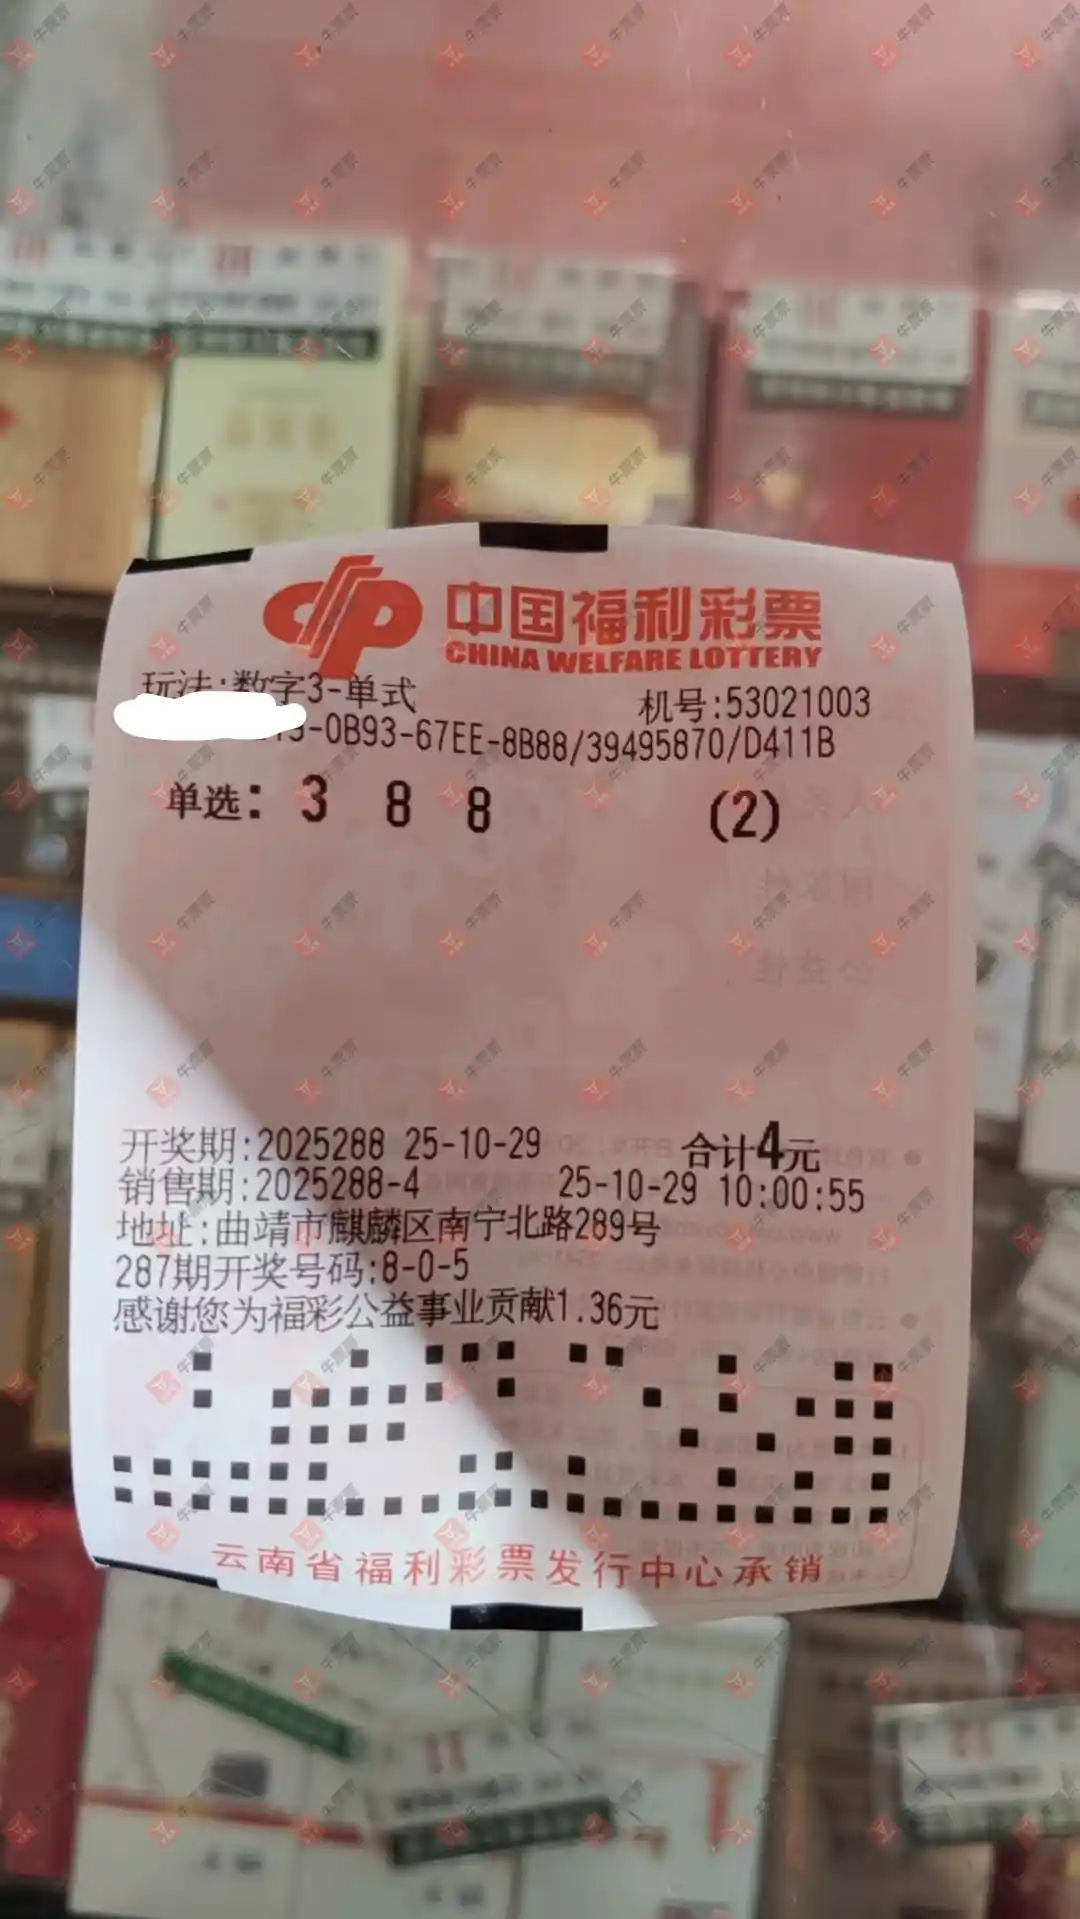 中国福利彩票
CHINA WELFARE LOTTERY
玩法:数字3-单式
机号:53021003
-0B93-67EE-8B88/39495870/D411B
单选: 3 8 8 (2)
开奖期:2025288 25-10-29 合计4元
销售期:2025288-4 25-10-29 10:00:55
地址:曲靖市麒麟区南宁北路289号
287期开奖号码:8-0-5
感谢您为福彩公益事业贡献1.36元
云南省福利彩票发行中心承销